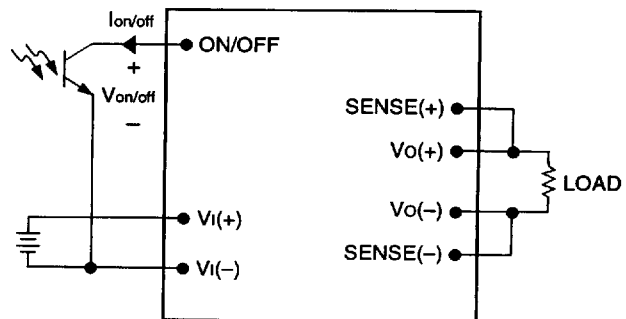 Ion/off
ON/OFF
+
Von/off
−
SENSE(+)
VO(+)
LOAD
VO(−)
VI(+)
SENSE(−)
VI(−)